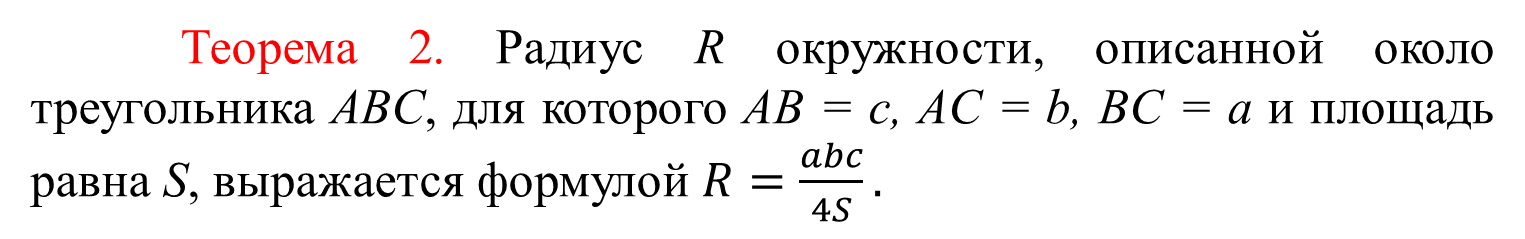 Теорема 2. Радиус R окружности, описанной около
треугольника ABC, для которого AB = c, AC = b, BC = a и площадь
равна S, выражается формулой R = \frac{abc}{4S} .